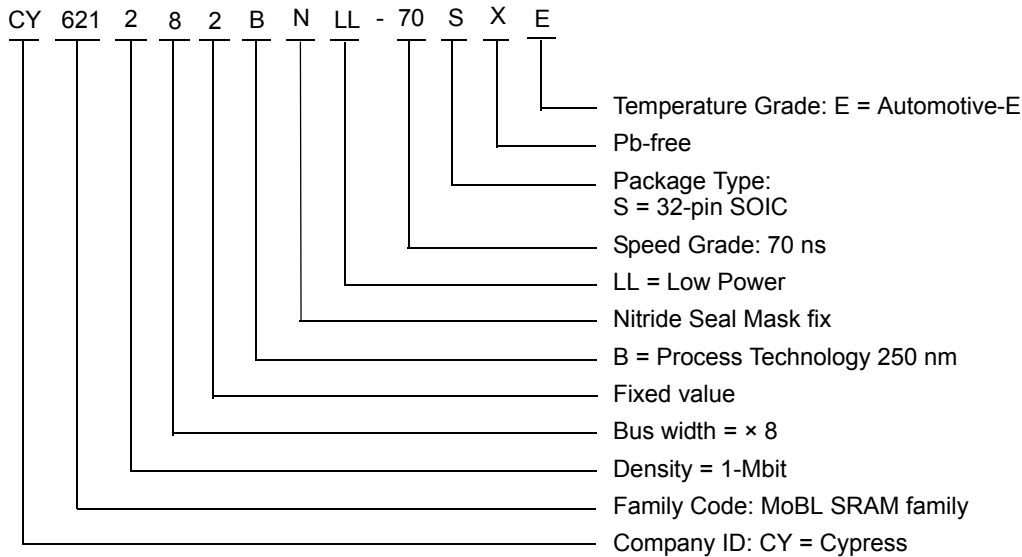 CY 621 2 8 2 B N LL - 70 S X E
Temperature Grade: E = Automotive-E
Pb-free
Package Type:
S = 32-pin SOIC
Speed Grade: 70 ns
LL = Low Power
Nitride Seal Mask fix
B = Process Technology 250 nm
Fixed value
Bus width = × 8
Density = 1-Mbit
Family Code: MoBL SRAM family
Company ID: CY = Cypress